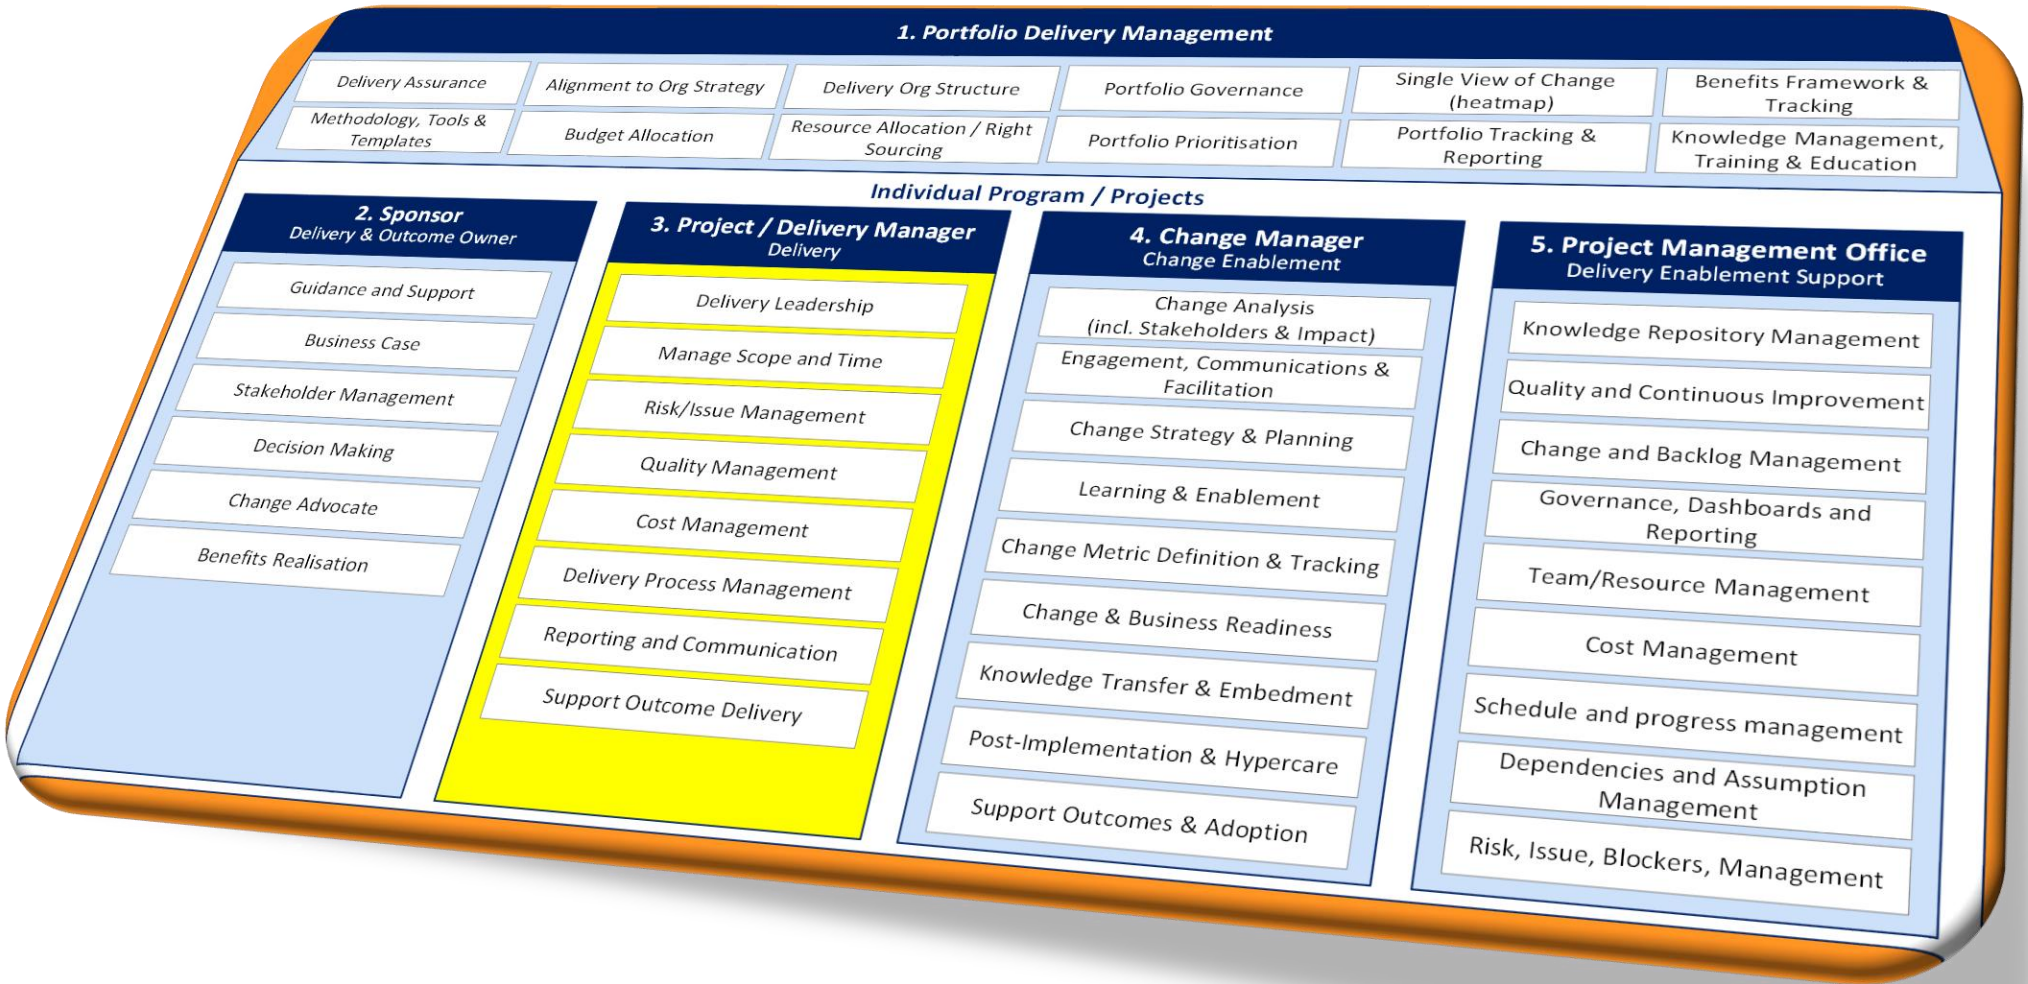 1. Portfolio Delivery Management
Delivery Assurance
Alignment to Org Strategy
Delivery Org Structure
Portfolio Governance
Single View of Change
(heatmap)
Benefits Framework &
Tracking
Methodology, Tools &
Templates
Budget Allocation
Resource Allocation / Right
Sourcing
Portfolio Prioritisation
Portfolio Tracking &
Reporting
Knowledge Management,
Training & Education
Individual Program / Projects
2. Sponsor
Delivery & Outcome Owner
Guidance and Support
Business Case
Stakeholder Management
Decision Making
Change Advocate
Benefits Realisation
3. Project / Delivery Manager
Delivery
Delivery Leadership
Manage Scope and Time
Risk/Issue Management
Quality Management
Cost Management
Delivery Process Management
Reporting and Communication
Support Outcome Delivery
4. Change Manager
Change Enablement
Change Analysis
(incl. Stakeholders & Impact)
Engagement, Communications &
Facilitation
Change Strategy & Planning
Learning & Enablement
Change Metric Definition & Tracking
Change & Business Readiness
Knowledge Transfer & Embedment
Post-Implementation & Hypercare
Support Outcomes & Adoption
5. Project Management Office
Delivery Enablement Support
Knowledge Repository Management
Quality and Continuous Improvement
Change and Backlog Management
Governance, Dashboards and
Reporting
Team/Resource Management
Cost Management
Schedule and progress management
Dependencies and Assumption
Management
Risk, Issue, Blockers, Management